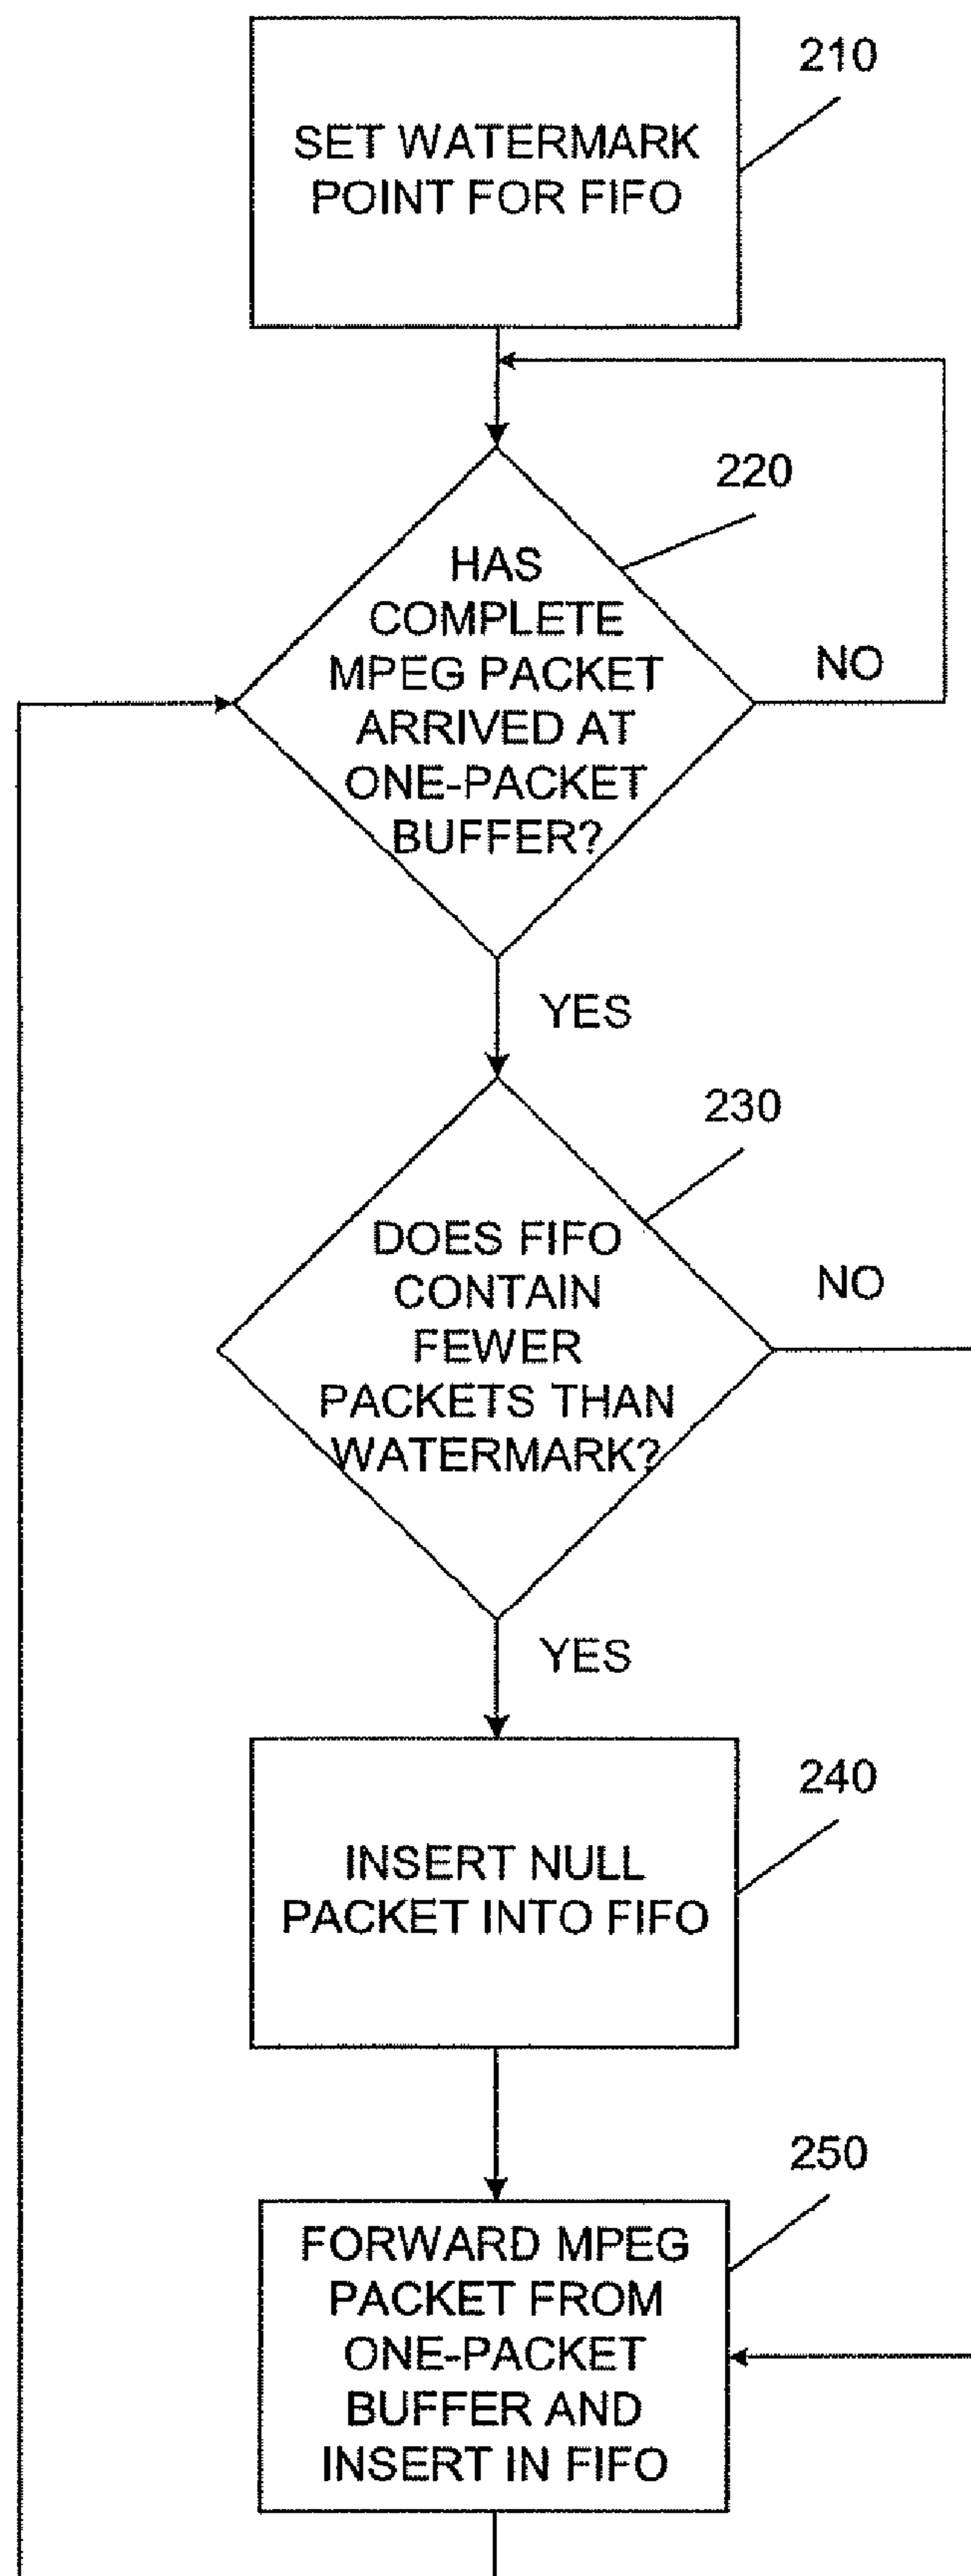 210
SET WATERMARK
POINT FOR FIFO
220
HAS
COMPLETE
MPEG PACKET
ARRIVED AT
ONE-PACKET
BUFFER?
NO
YES
230
DOES FIFO
CONTAIN
FEWER
PACKETS THAN
WATERMARK?
NO
YES
240
INSERT NULL
PACKET INTO FIFO
250
FORWARD MPEG
PACKET FROM
ONE-PACKET
BUFFER AND
INSERT IN FIFO